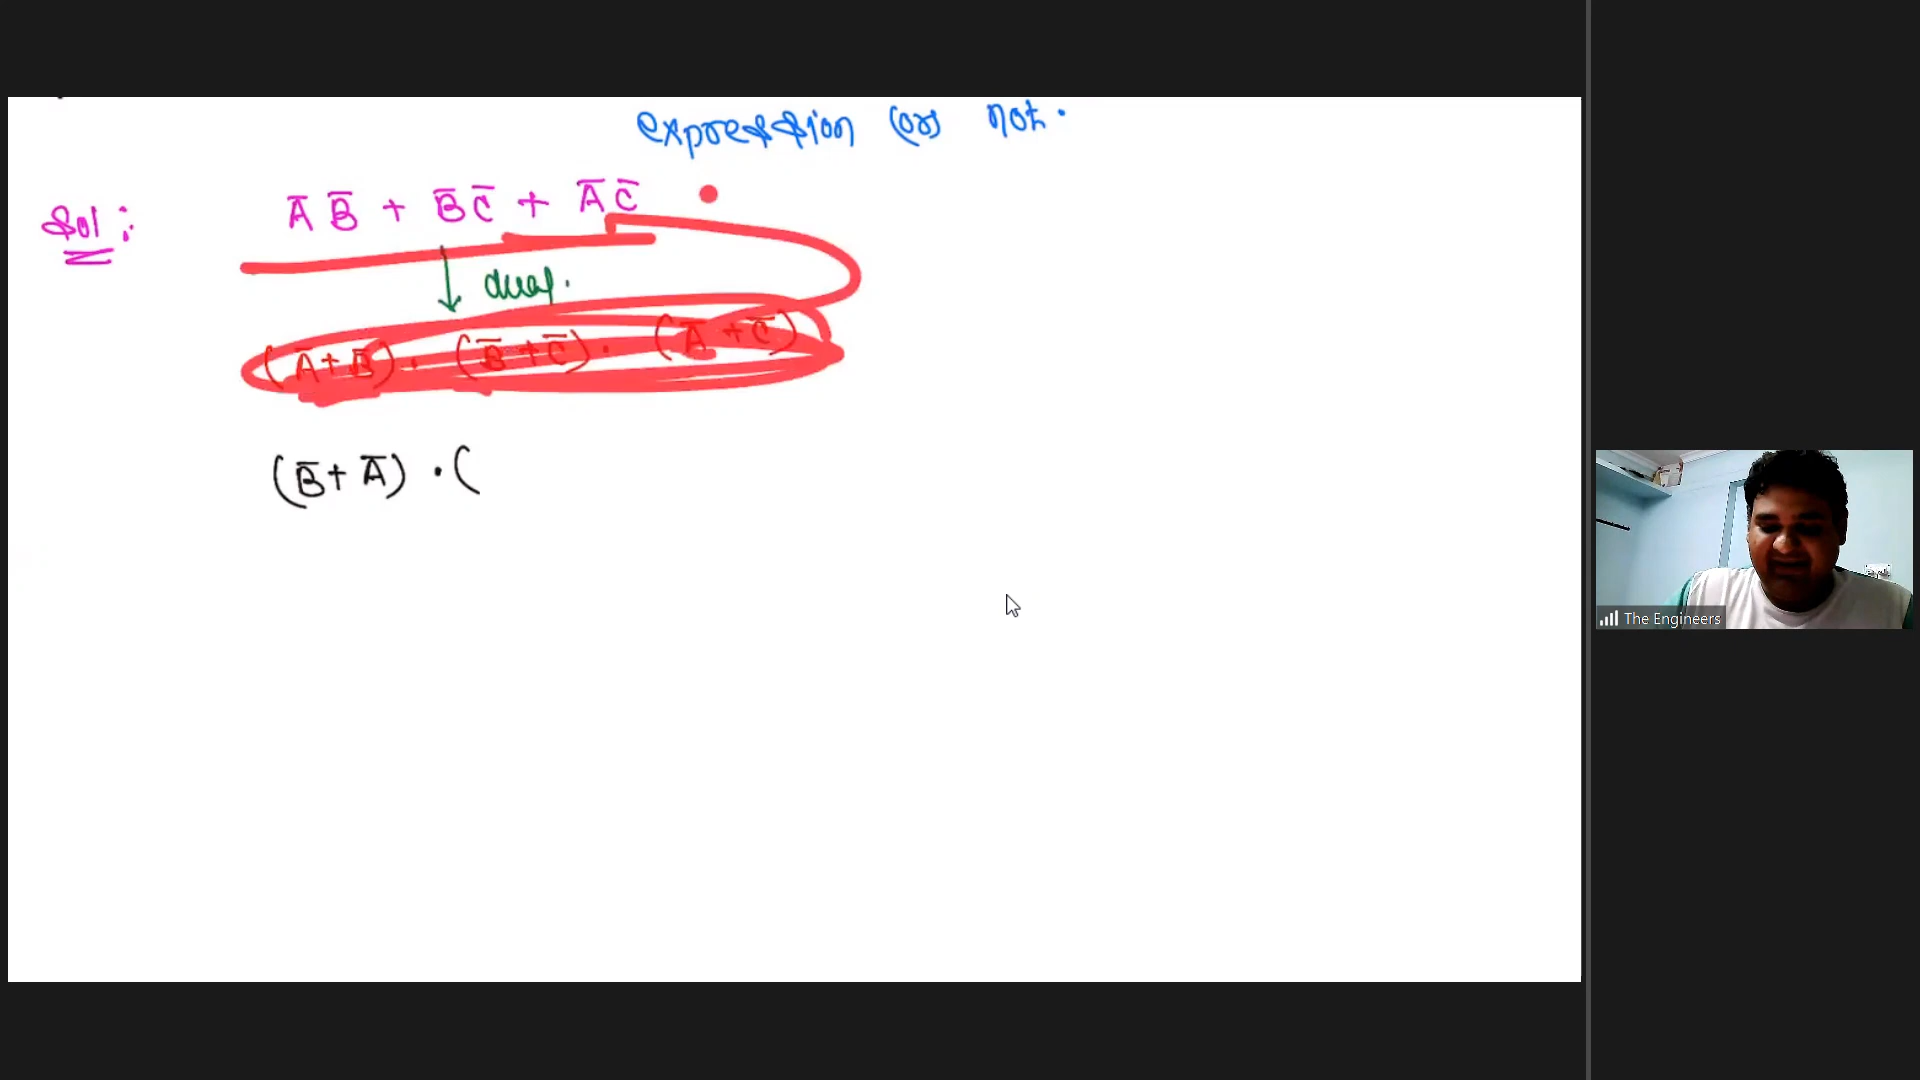 expression (or) not.
Sol:
A̅ B̅ + B̅ C̅ + A̅ C̅
↓ dual.
(A̅ + B̅) . (B̅ + C̅) . (A̅ + C̅)
(B̅ + A̅) . (
The Engineers